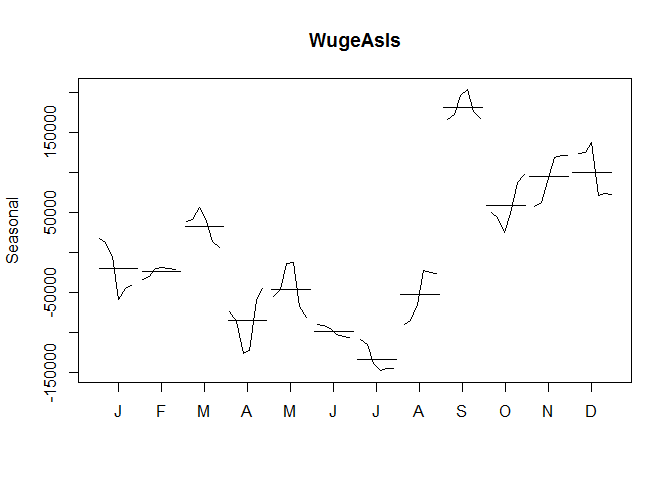 WugeAsIs
Seasonal
150000
50000
-50000
-150000
J F M A M J J A S O N D